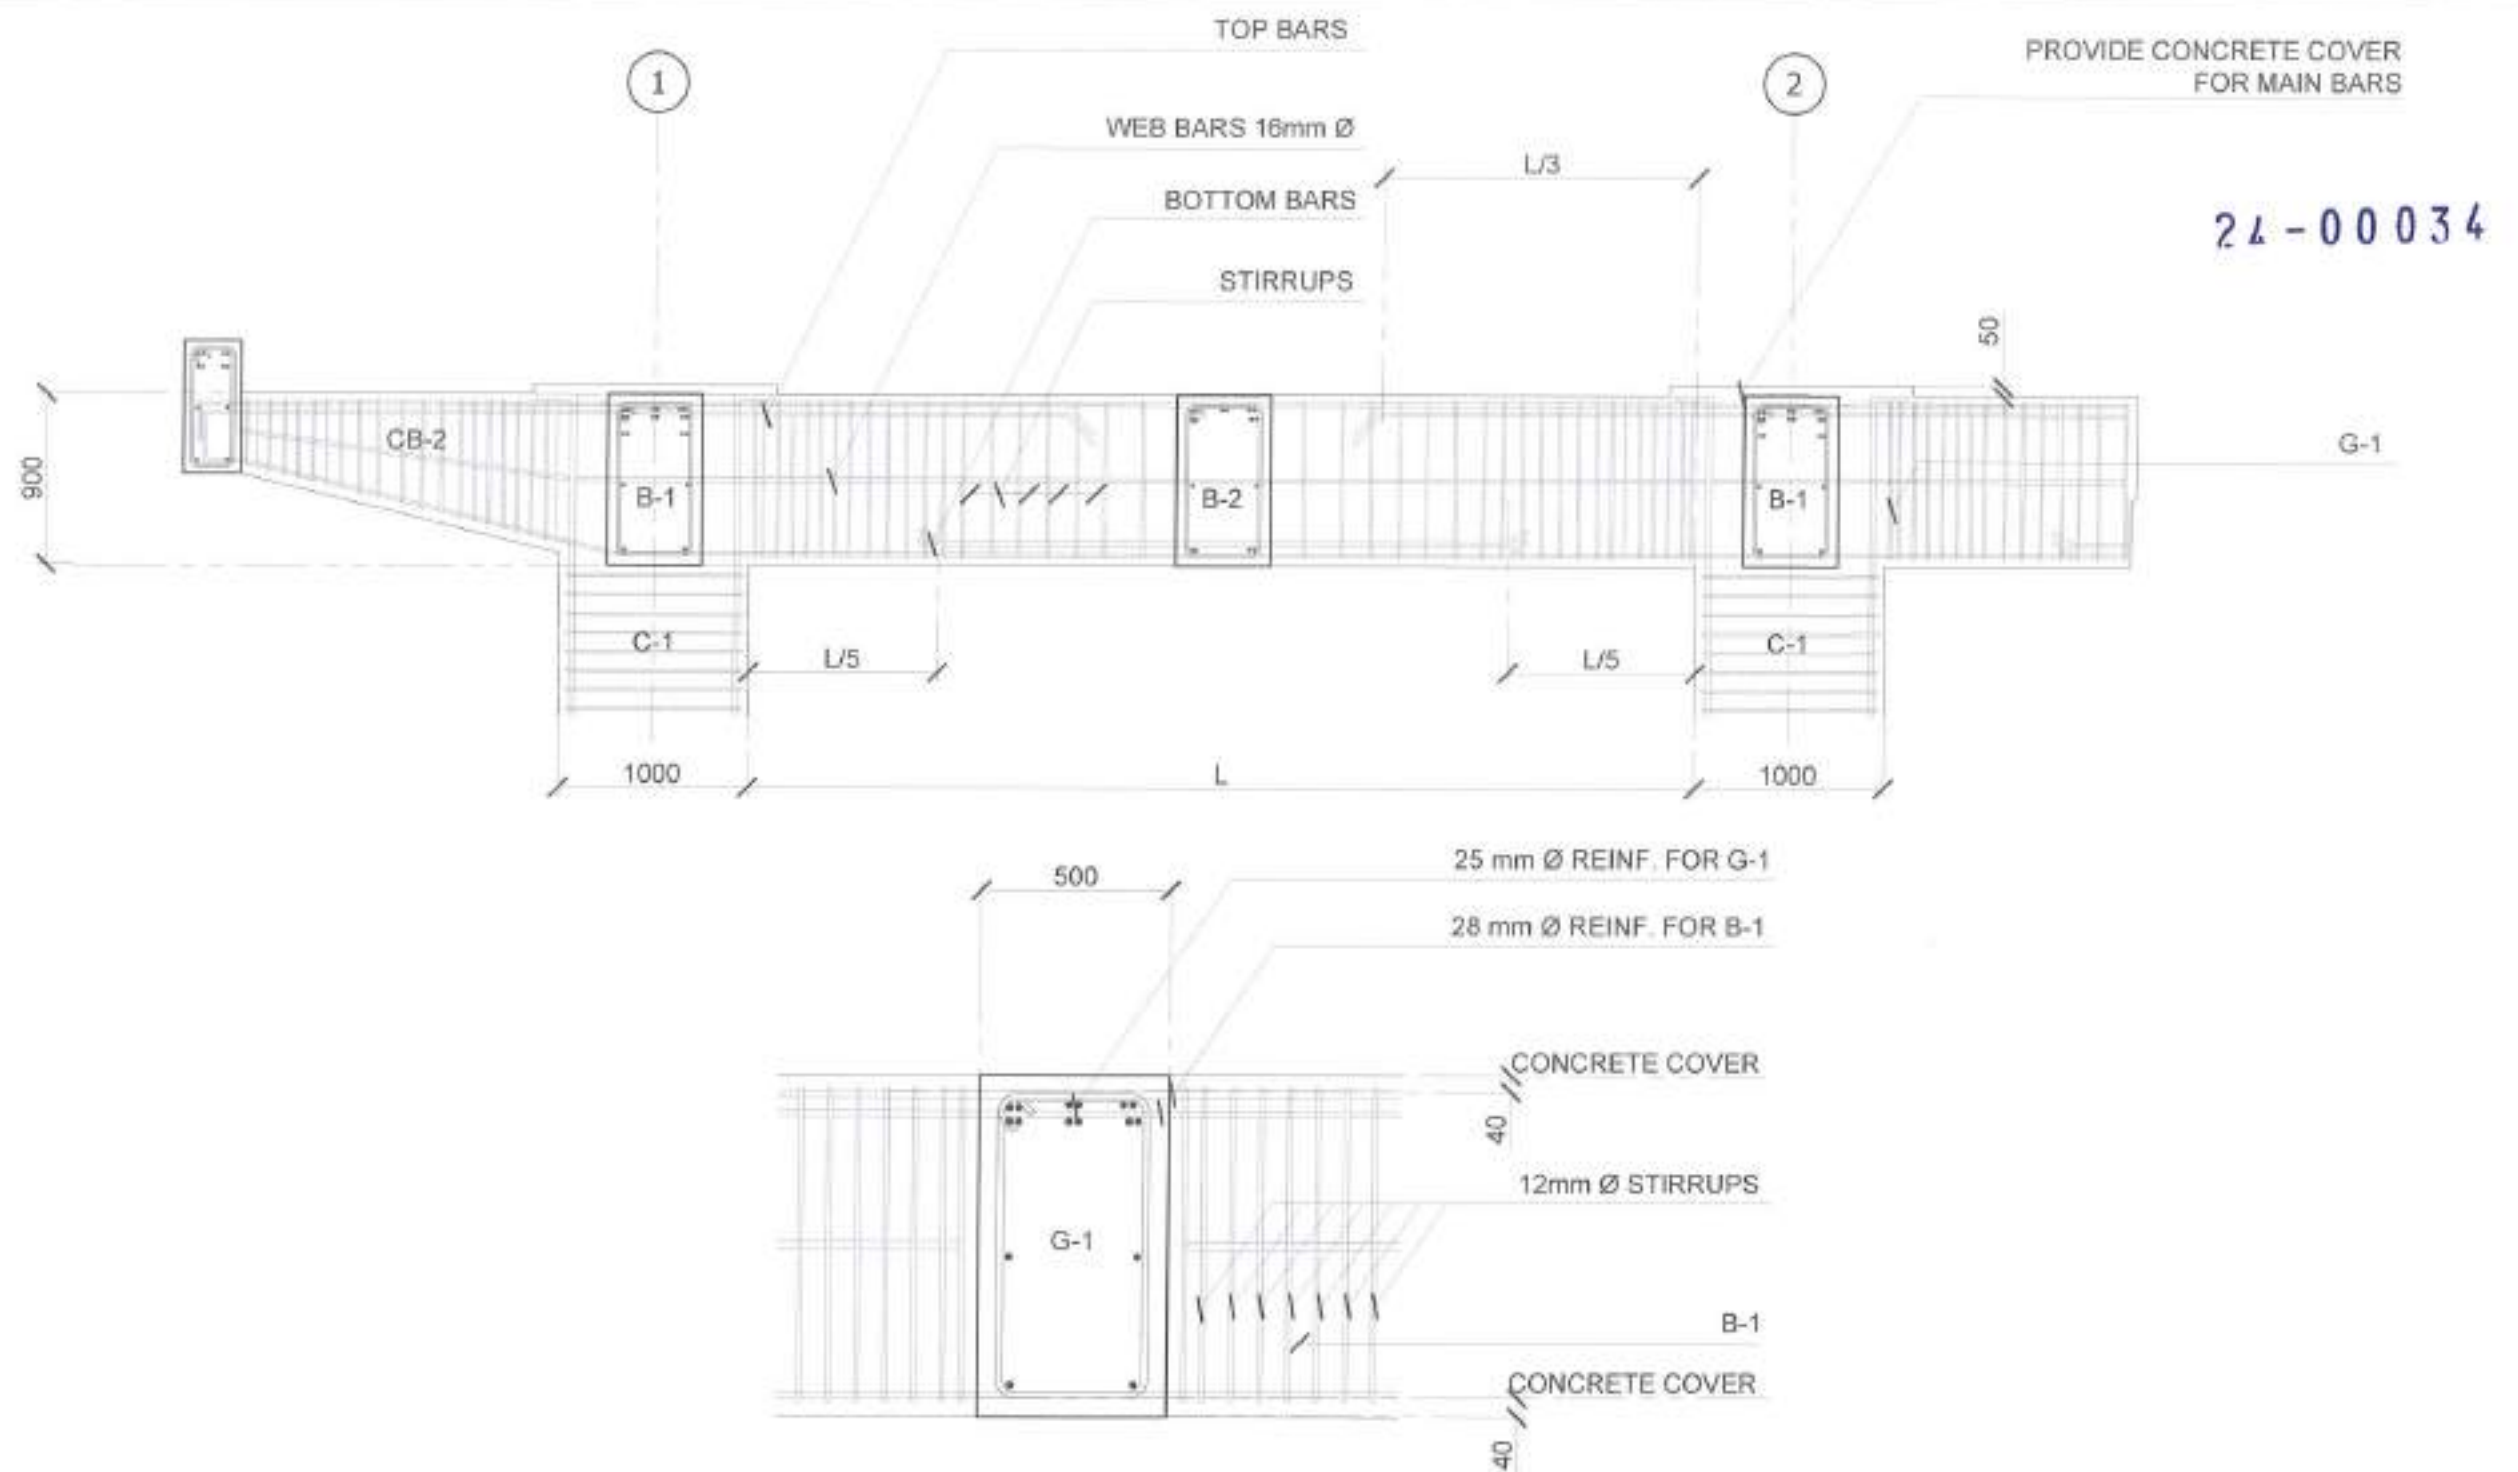 TOP BARS
1
2
PROVIDE CONCRETE COVER
FOR MAIN BARS
WEB BARS 16mm Ø
L/3
BOTTOM BARS
24-00034
STIRRUPS
50
CB-2
G-1
900
B-1
B-2
B-1
C-1
L/5
L/5
C-1
1000
L
1000
25 mm Ø REINF. FOR G-1
500
28 mm Ø REINF. FOR B-1
CONCRETE COVER
40
12mm Ø STIRRUPS
G-1
B-1
CONCRETE COVER
40